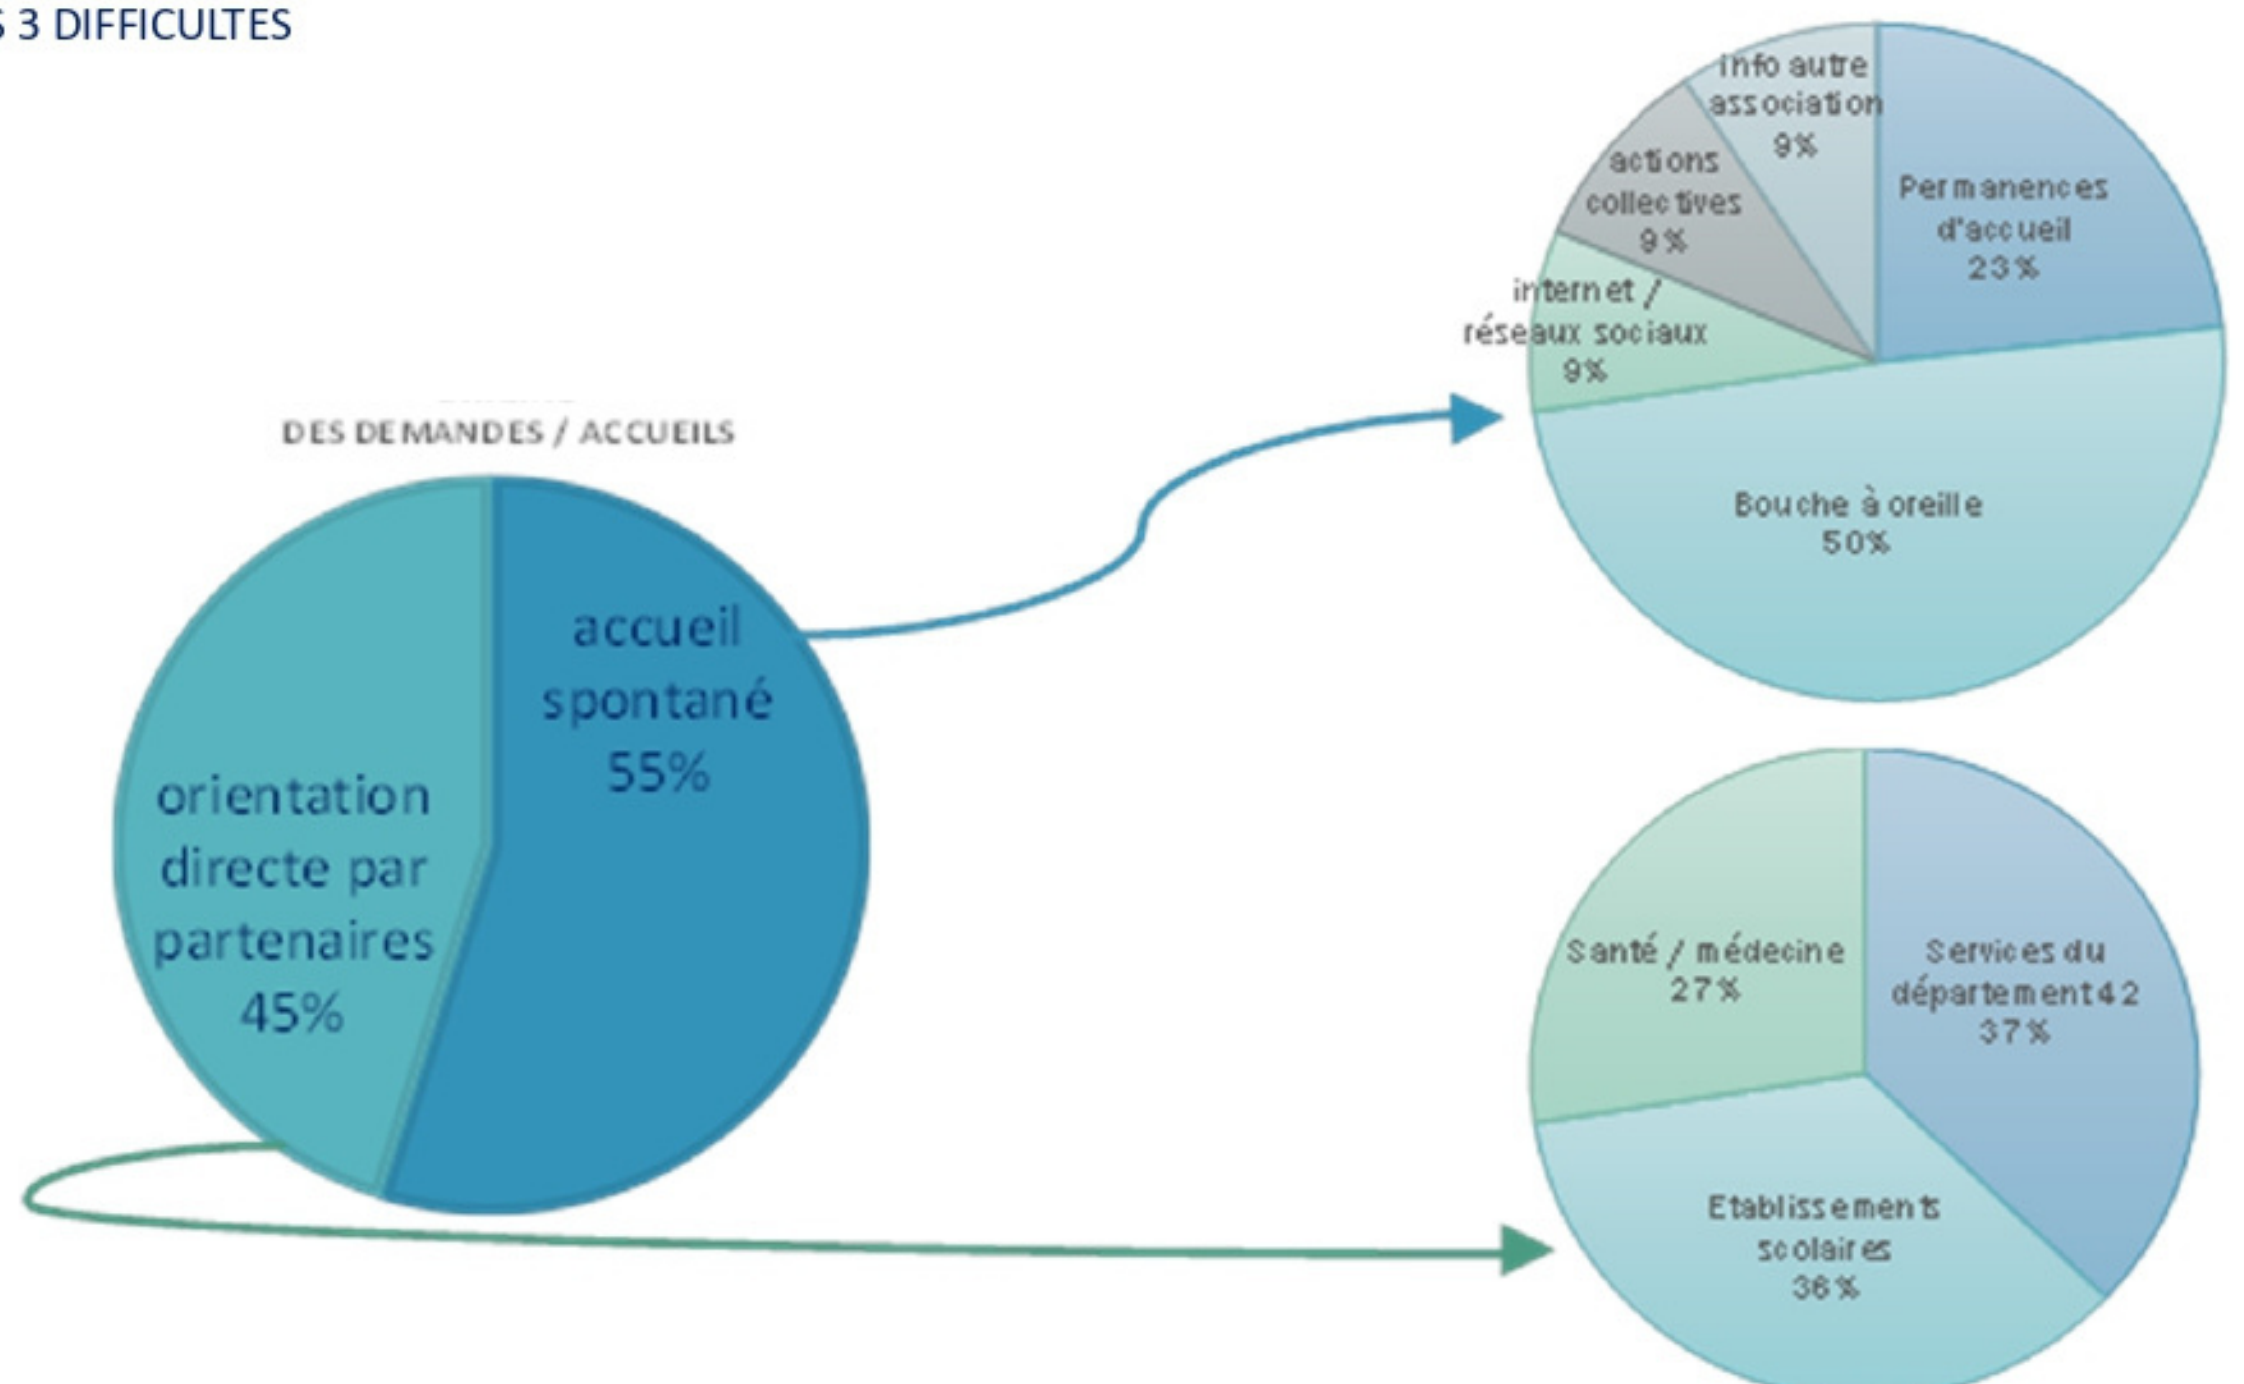 S 3 DIFFICULTES
DES DEMANDES / ACCUEILS
accueil
spontané
55%
orientation
directe par
partenaires
45%
info autre
association
9%
actions
collectives
9%
internet /
réseaux sociaux
9%
Permanences
d'accueil
23%
Bouche à oreille
50%
Santé / médecine
27%
Services du
département 42
37%
Etablissements
scolaires
36%